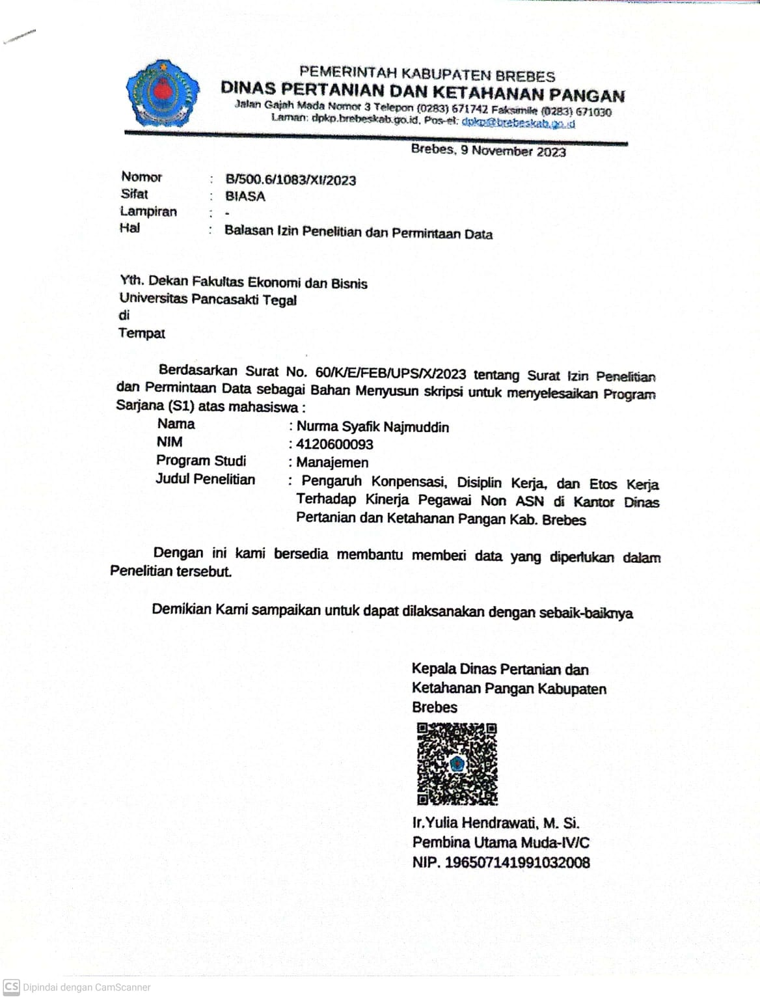 PEMERINTAH KABUPATEN BREBES
DINAS PERTANIAN DAN KETAHANAN PANGAN
Jalan Gajah Mada Nomor 3 Telepon (0283) 671742 Faksimile (0283) 671030
Laman: dpkp.brebeskab.go.id, Pos-el: dpkp@brebeskab.go.id
Brebes, 9 November 2023
Nomor : B/500.6/1083/XI/2023
Sifat : BIASA
Lampiran : -
Hal : Balasan Izin Penelitian dan Permintaan Data
Yth. Dekan Fakultas Ekonomi dan Bisnis
Universitas Pancasakti Tegal
di
Tempat
Berdasarkan Surat No. 60/K/E/FEB/UPS/X/2023 tentang Surat Izin Penelitian
dan Permintaan Data sebagai Bahan Menyusun skripsi untuk menyelesaikan Program
Sarjana (S1) atas mahasiswa :
Nama : Nurma Syafik Najmuddin
NIM : 4120600093
Program Studi : Manajemen
Judul Penelitian : Pengaruh Konpensasi, Disiplin Kerja, dan Etos Kerja
Terhadap Kinerja Pegawai Non ASN di Kantor Dinas
Pertanian dan Ketahanan Pangan Kab. Brebes
Dengan ini kami bersedia membantu memberi data yang diperlukan dalam
Penelitian tersebut.
Demikian Kami sampaikan untuk dapat dilaksanakan dengan sebaik-baiknya
Kepala Dinas Pertanian dan
Ketahanan Pangan Kabupaten
Brebes
Ir.Yulia Hendrawati, M. Si.
Pembina Utama Muda-IV/C
NIP. 196507141991032008
CS Dipindai dengan CamScanner